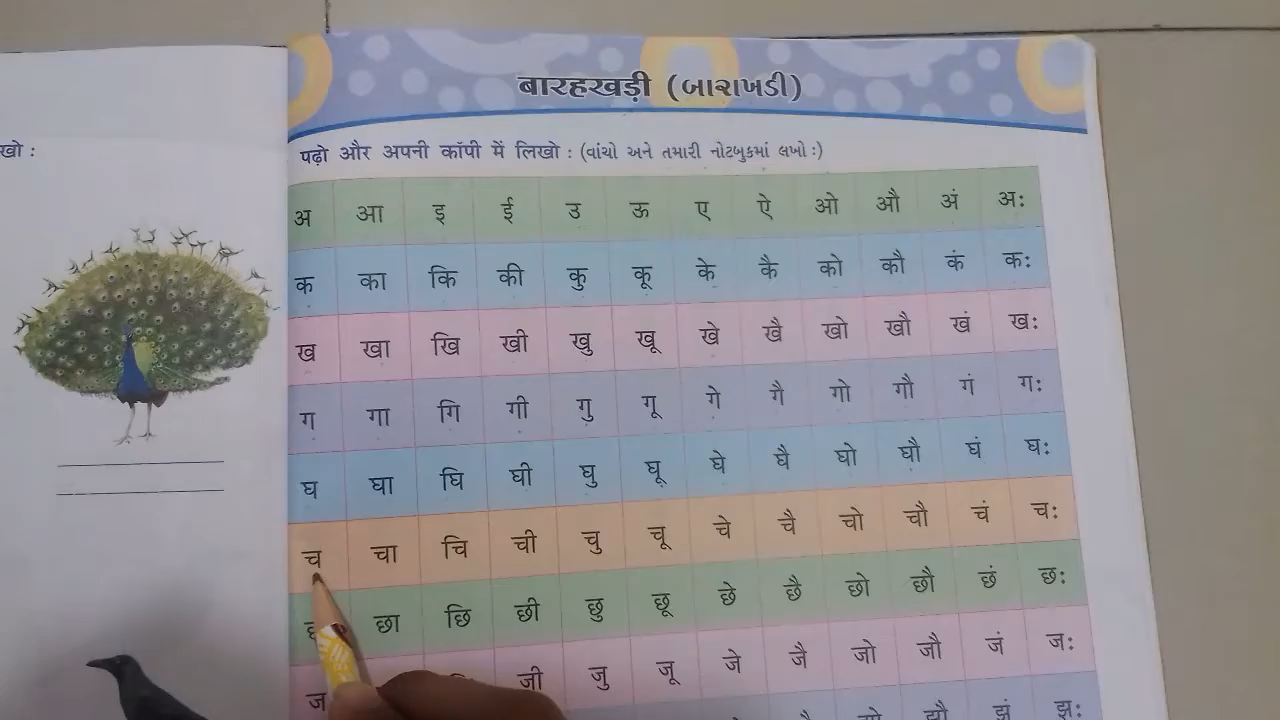 बारहखड़ी (બારાખડી)
खो :
पढ़ो और अपनी कॉपी में लिखो : (વાંચો અને તમારી નોટબુકમાં લખો :)
अ आ इ ई उ ऊ ए ऐ ओ औ अं अः
क का कि की कु कू के कै को कौ कं कः
ख खा खि खी खु खू खे खै खो खौ खं खः
ग गा गि गी गु गू गे गै गो गौ गं गः
घ घा घि घी घु घू घे घै घो घौ घं घः
च चा चि ची चु चू चे चै चो चौ चं चः
छा छि छी छु छू छे छै छो छौ छं छः
ज जी जु जू जे जै जो जौ जं जः
झौ झं झः